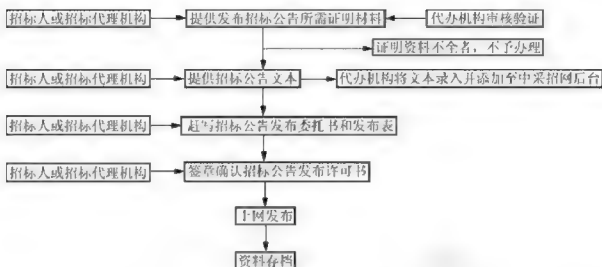 招标人或招标代理机构
提供发布招标公告所需证明材料
代办机构审核验证
证明资料不全者,不予办理
招标人或招标代理机构
提供招标公告文本
代办机构将文本录入并添加至中采招网后台
招标人或招标代理机构
赶写招标公告发布委托书和发布表
招标人或招标代理机构
签章确认招标公告发布许可书
上网发布
资料存档